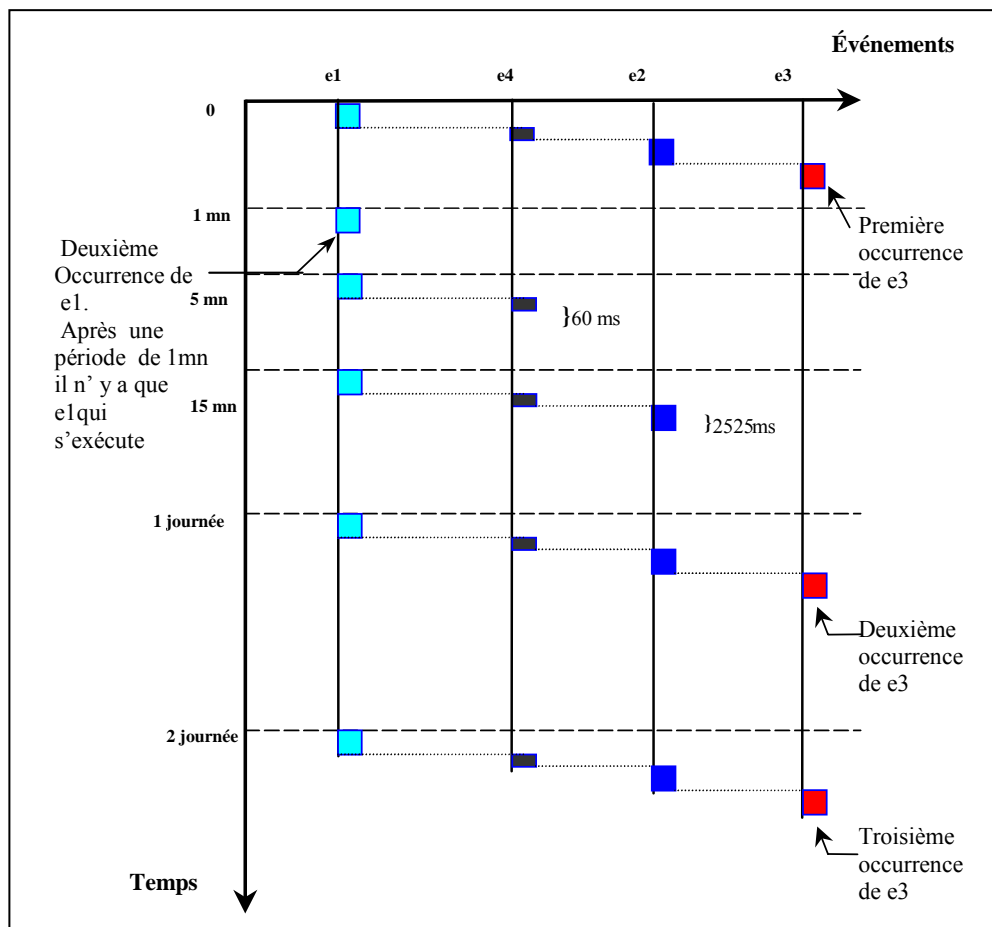 Événements
e1
e4
e2
e3
0
1 mn
Première
occurrence
de e3
Deuxième
Occurrence de
e1.
Après une
période de 1mn
il n' y a que
e1qui
s'exécute
5 mn
}60 ms
15 mn
}2525ms
1 journée
Deuxième
occurrence
de e3
2 journée
Troisième
occurrence
de e3
Temps